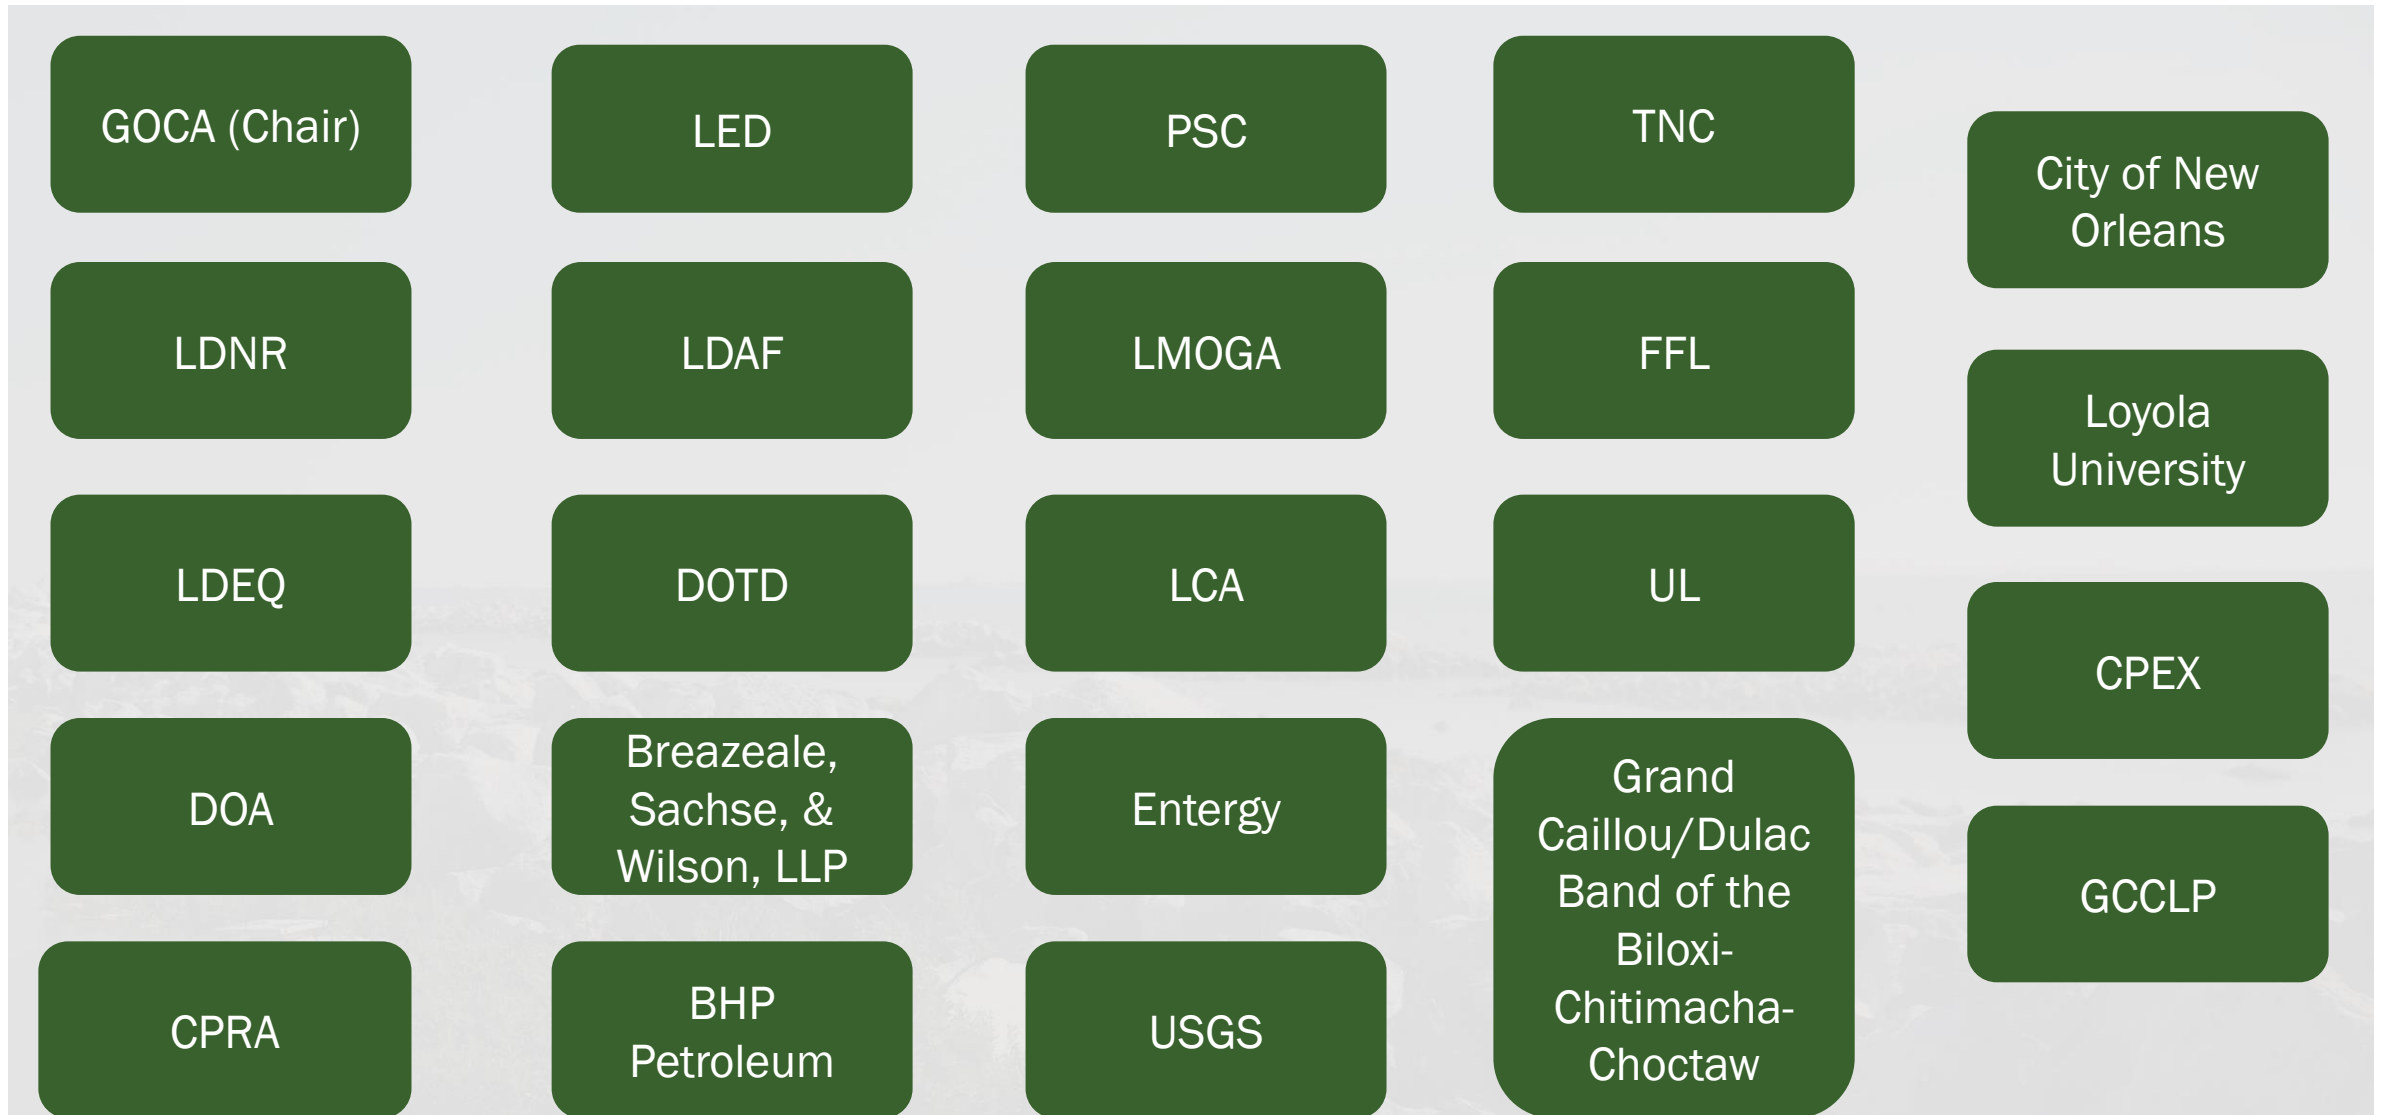 GOCA (Chair)
LDNR
LDEQ
DOA
CPRA
LED
LDAF
DOTD
Breazeale,
Sachse, &
Wilson, LLP
BHP
Petroleum
PSC
LMOGA
LCA
Entergy
USGS
TNC
FFL
UL
Grand
Caillou/Dulac
Band of the
Biloxi-
Chitimacha-
Choctaw
City of New
Orleans
Loyola
University
CPEX
GCCLP